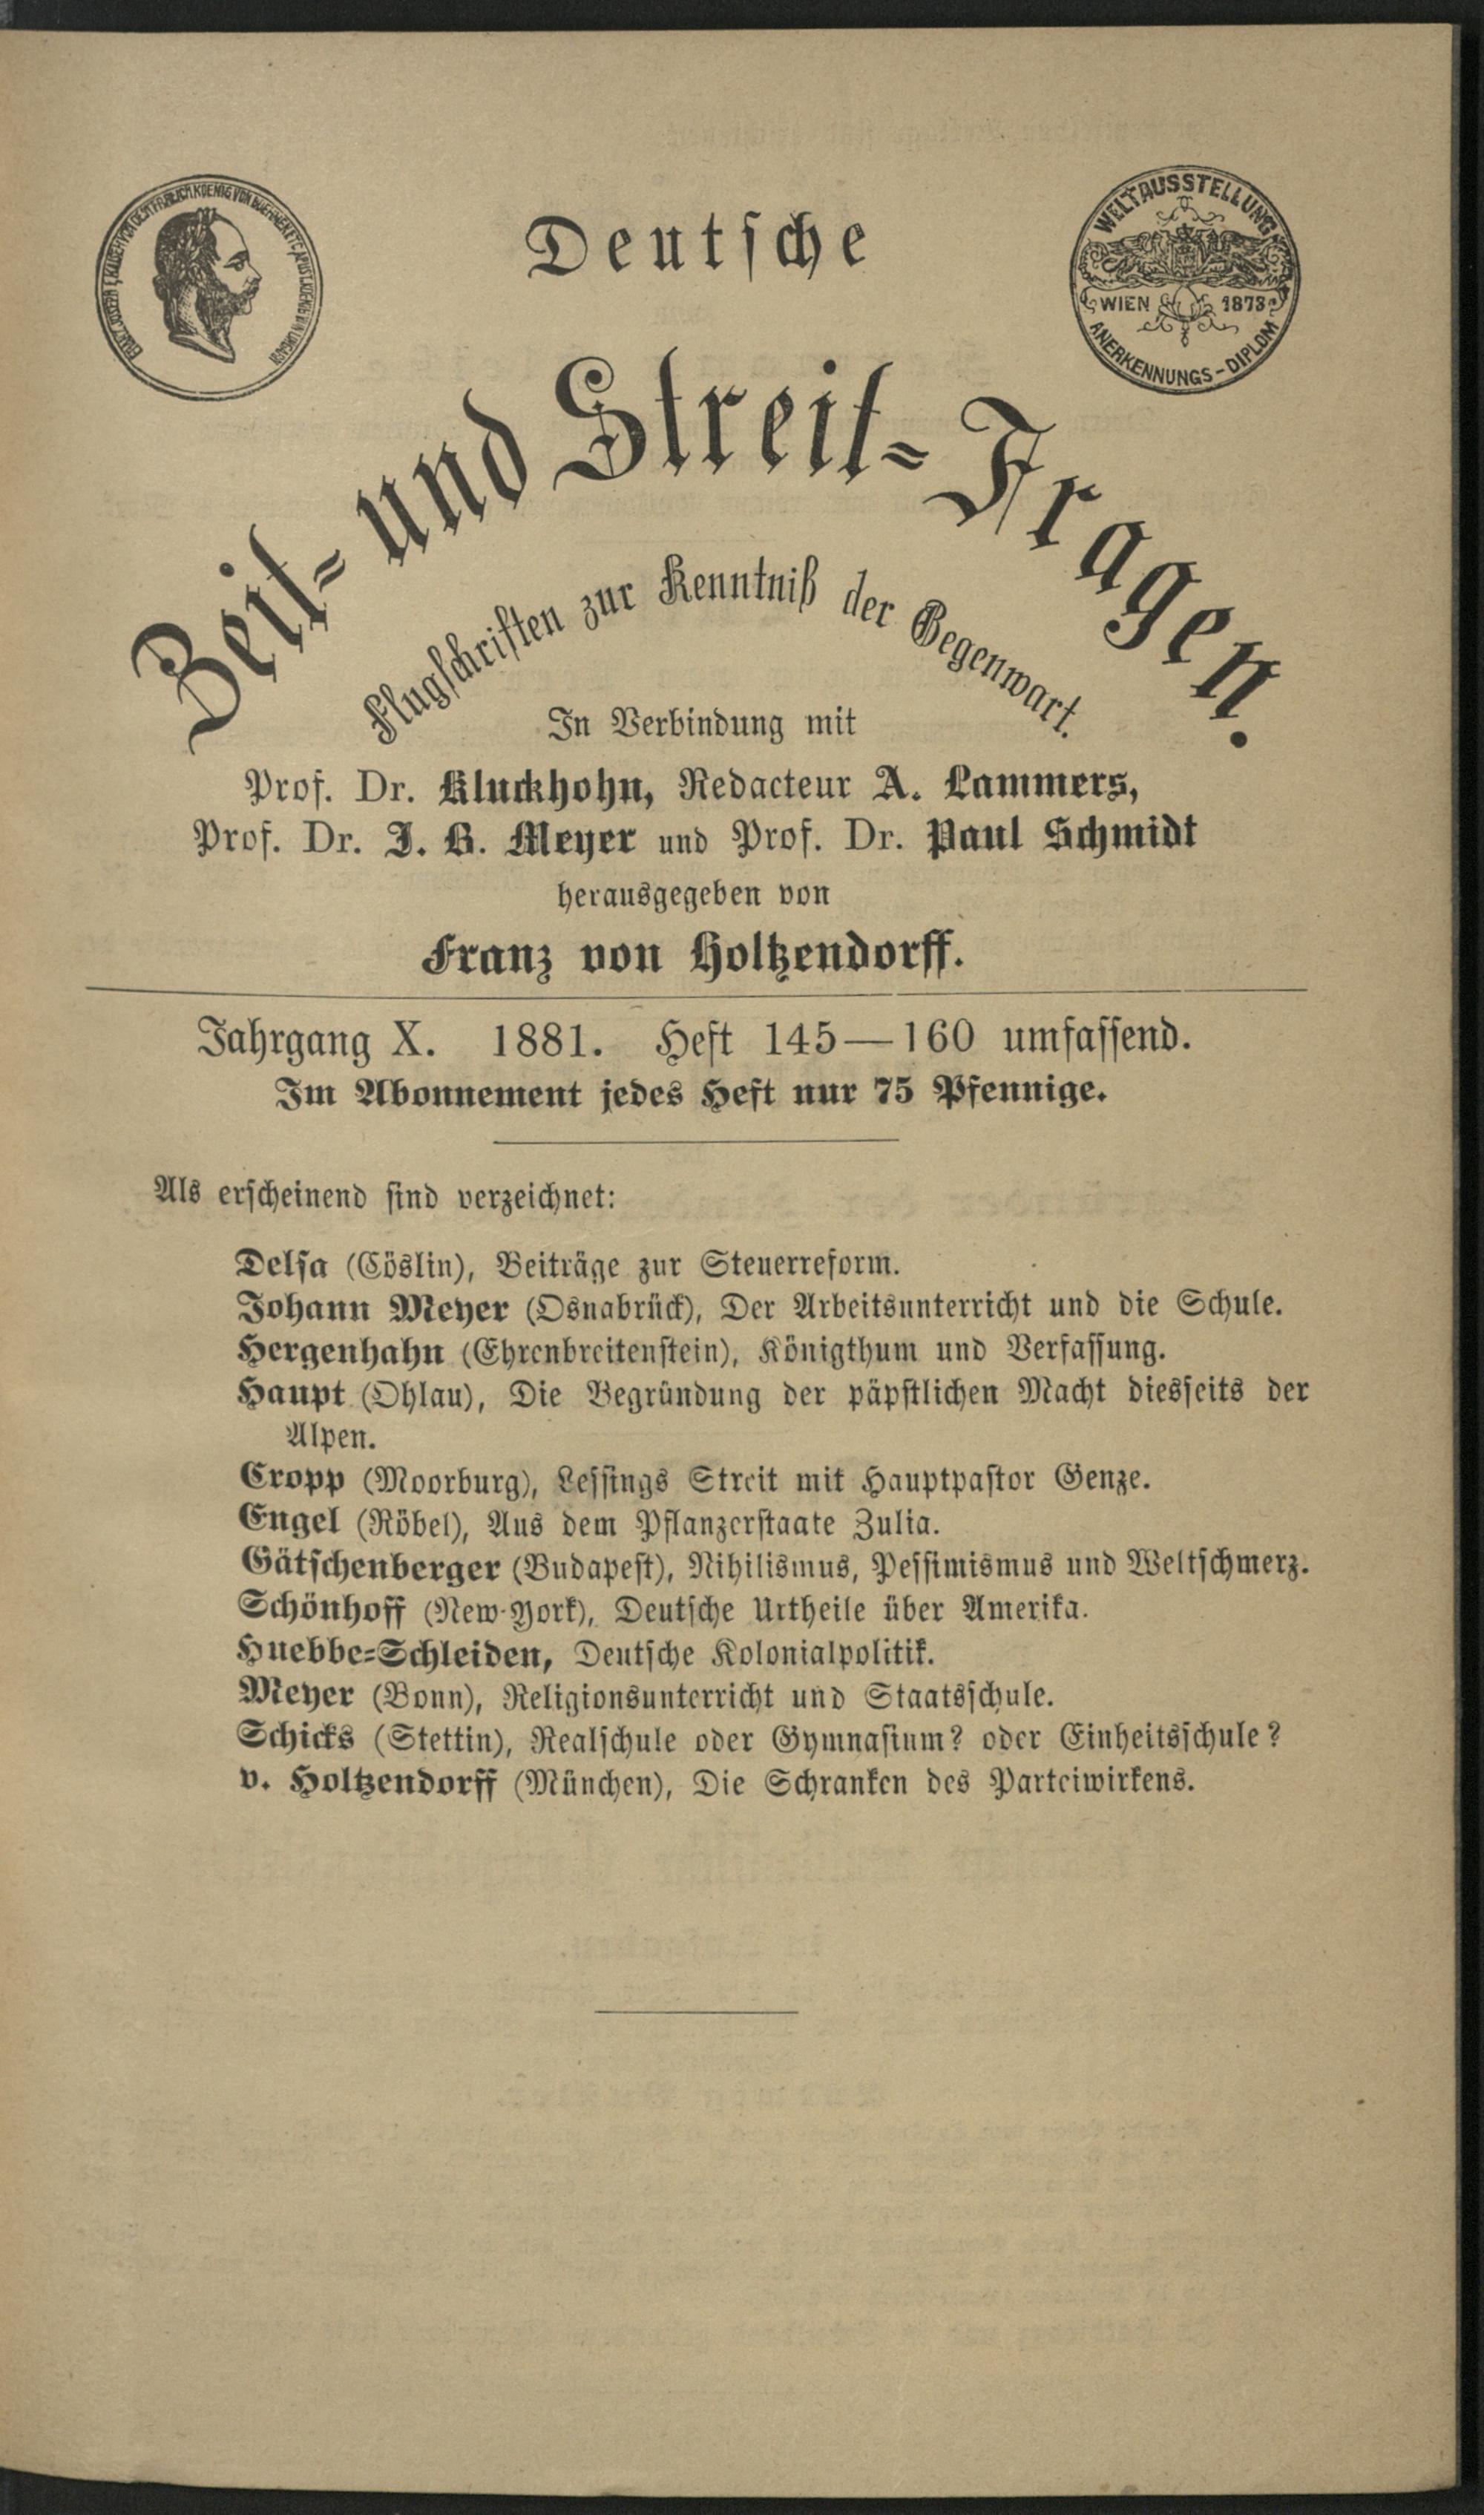 Deutsche
WELTAUSSTELLUNG
WIEN 1873
ANERKENNUNGS-DIPLOM
Zeit- und Streit-Fragen.
Flugschriften zur Kenntniß der Gegenwart.
In Verbindung mit
Prof. Dr. Kluckhohn, Redacteur A. Lammers,
Prof. Dr. J. B. Meyer und Prof. Dr. Paul Schmidt
herausgegeben von
Franz von Holtzendorff.
Jahrgang X. 1881. Heft 145—160 umfassend.
Im Abonnement jedes Heft nur 75 Pfennige.
Als erscheinend sind verzeichnet:
Delsa (Cöslin), Beiträge zur Steuerreform.
Johann Meyer (Osnabrück), Der Arbeitsunterricht und die Schule.
Hergenhahn (Ehrenbreitenstein), Königthum und Verfassung.
Haupt (Ohlau), Die Begründung der päpstlichen Macht diesseits der
Alpen.
Cropp (Moorburg), Lessings Streit mit Hauptpastor Genze.
Engel (Röbel), Aus dem Pflanzerstaate Zulia.
Gätschenberger (Budapest), Nihilismus, Pessimismus und Weltschmerz.
Schönhoff (New-York), Deutsche Urtheile über Amerika.
Huebbe-Schleiden, Deutsche Kolonialpolitik.
Meyer (Bonn), Religionsunterricht und Staatsschule.
Schicks (Stettin), Realschule oder Gymnasium? oder Einheitsschule?
v. Holtzendorff (München), Die Schranken des Parteiwirkens.